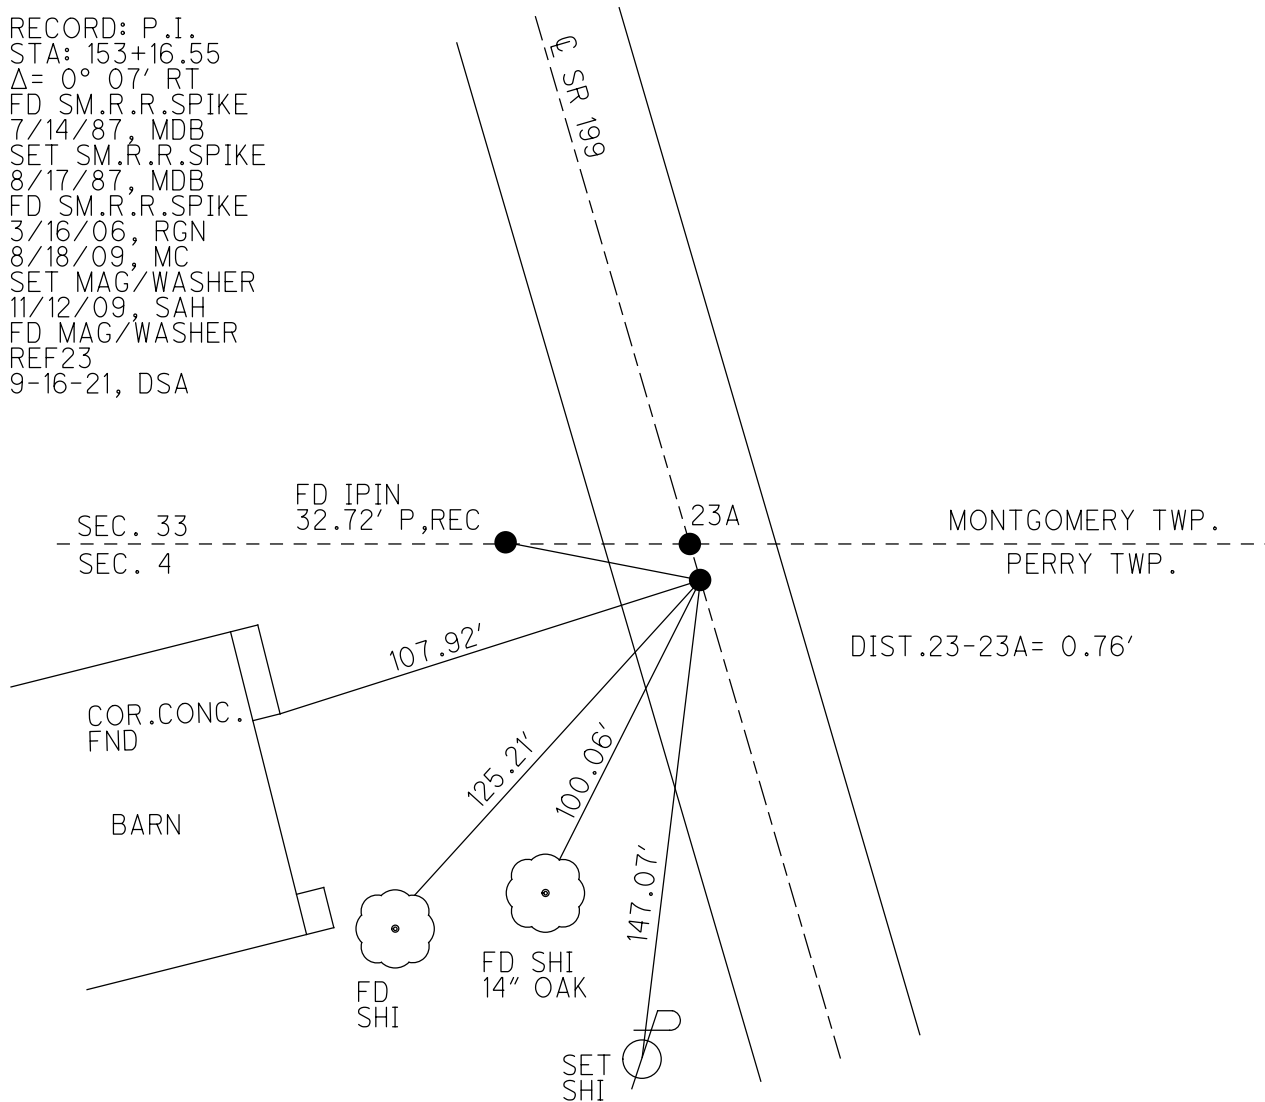 RECORD: P.I.
STA: 153+16.55
Δ= 0° 07′ RT
FD SM.R.R.SPIKE
7/14/87, MDB
SET SM.R.R.SPIKE
8/17/87, MDB
FD SM.R.R.SPIKE
3/16/06, RGN
8/18/09, MC
SET MAG/WASHER
11/12/09, SAH
FD MAG/WASHER
REF23
9-16-21, DSA
℄ SR 199
FD IPIN
32.72′ P,REC
23A
SEC. 33
SEC. 4
MONTGOMERY TWP.
PERRY TWP.
DIST.23-23A= 0.76′
107.92′
125.21′
100.06′
147.07′
COR.CONC.
FND
BARN
FD
SHI
FD SHI
14″ OAK
SET
SHI